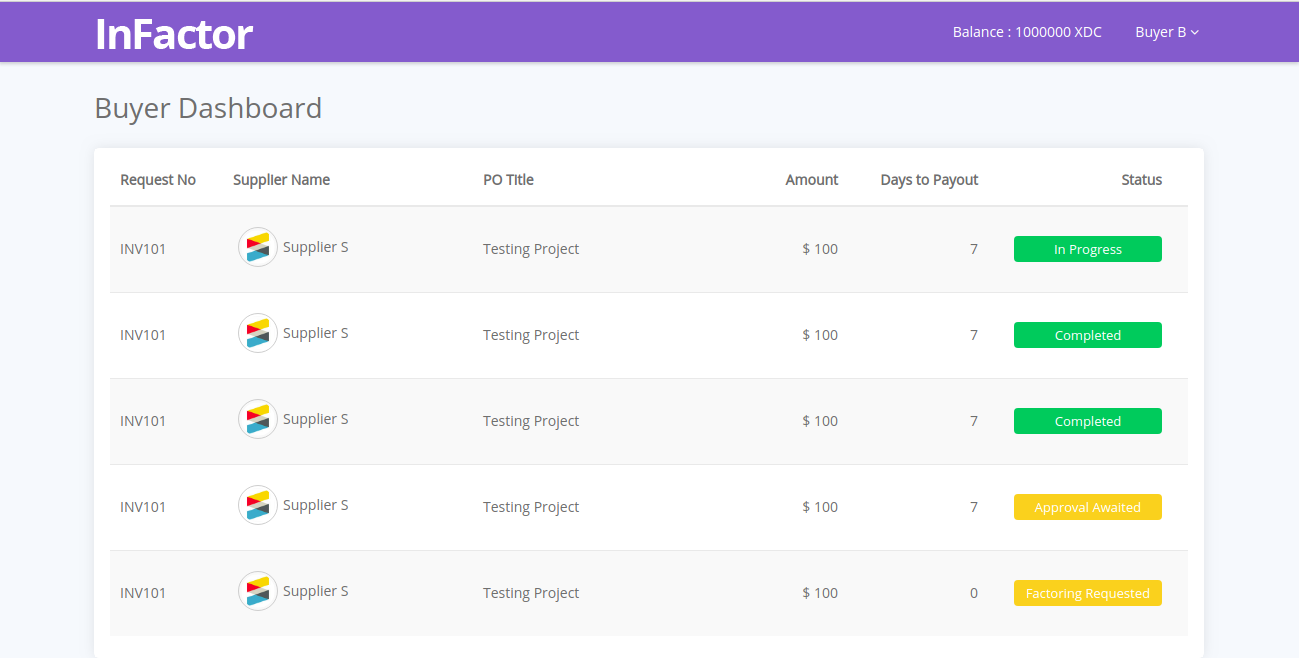 InFactor
Balance : 1000000 XDC
Buyer B
Buyer Dashboard
Request No Supplier Name PO Title Amount Days to Payout Status
INV101 Supplier S Testing Project $ 100 7 In Progress
INV101 Supplier S Testing Project $ 100 7 Completed
INV101 Supplier S Testing Project $ 100 7 Completed
INV101 Supplier S Testing Project $ 100 7 Approval Awaited
INV101 Supplier S Testing Project $ 100 0 Factoring Requested